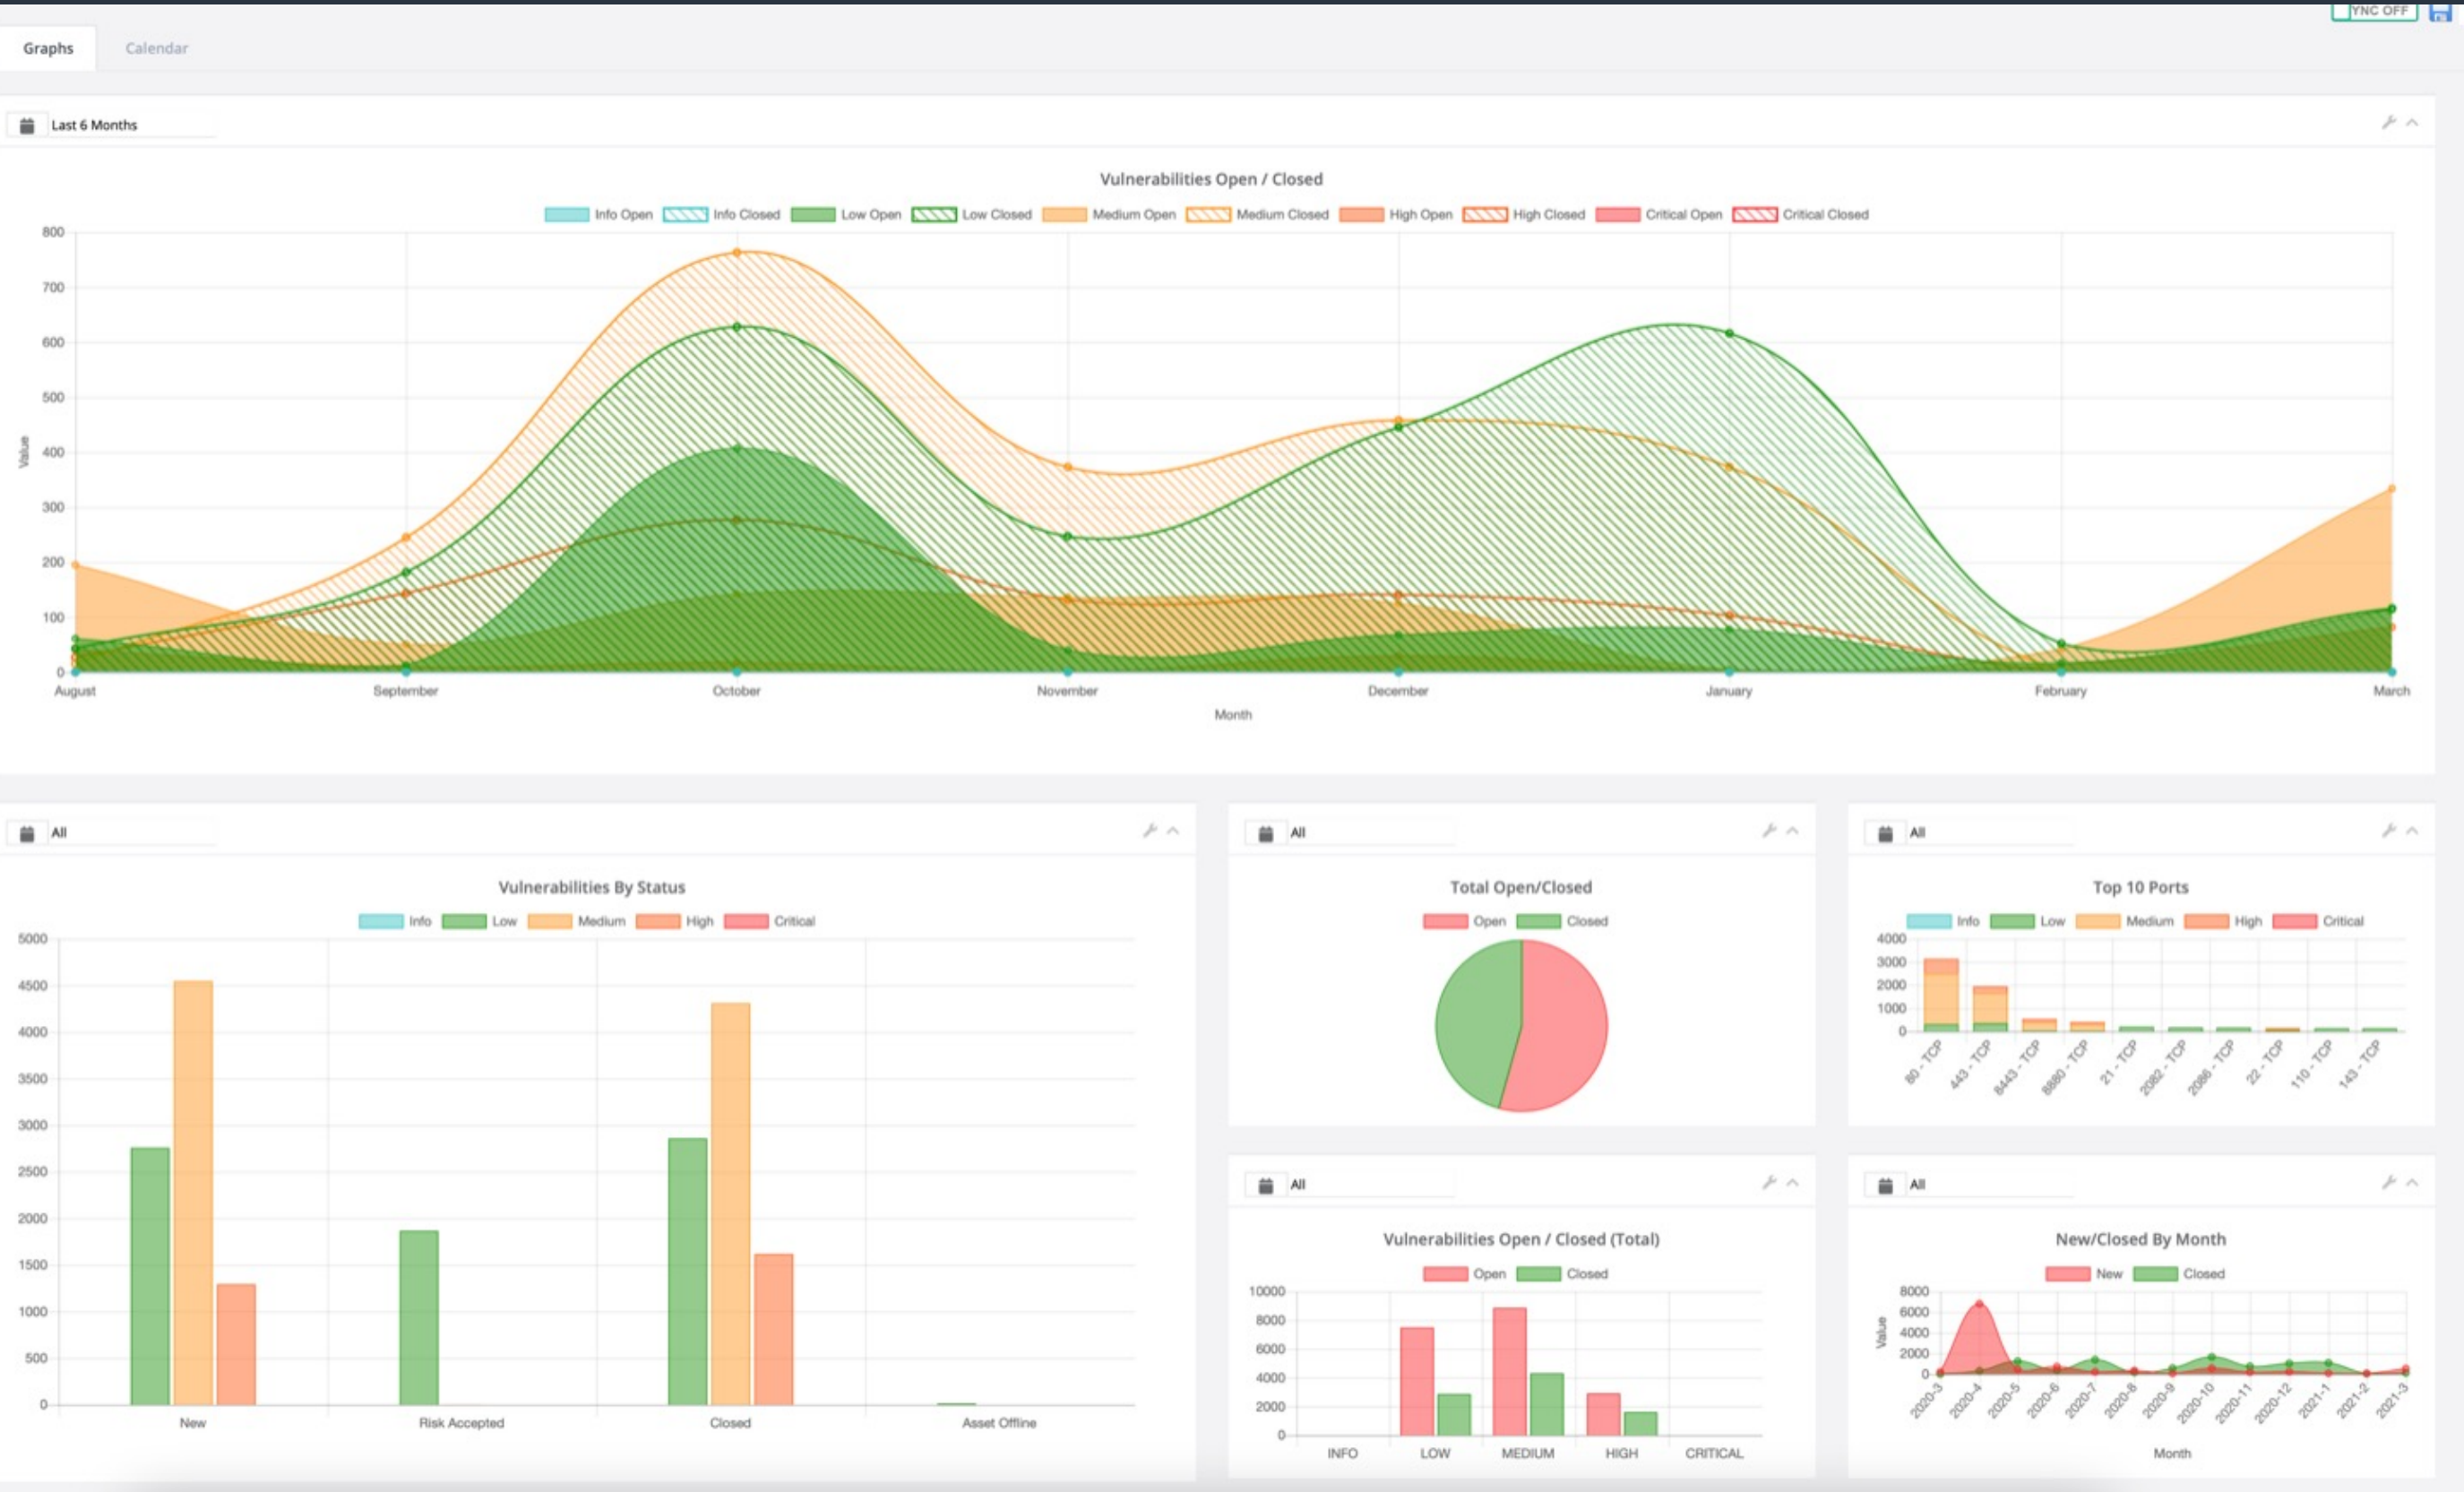 YNC OFF
Graphs Calendar
Last 6 Months
Vulnerabilities Open / Closed
Info Open Info Closed Low Open Low Closed Medium Open Medium Closed High Open High Closed Critical Open Critical Closed
800
700
600
500
400
300
200
100
0
Value
August September October November December January February March
Month
All
Vulnerabilities By Status
Info Low Medium High Critical
5000
4500
4000
3500
3000
2500
2000
1500
1000
500
0
New Risk Accepted Closed Asset Offline
All
Total Open/Closed
Open Closed
All
Top 10 Ports
Info Low Medium High Critical
4000
3000
2000
1000
0
80 - TCP 443 - TCP 8443 - TCP 8880 - TCP 21 - TCP 2082 - TCP 2086 - TCP 22 - TCP 110 - TCP 143 - TCP
All
Vulnerabilities Open / Closed (Total)
Open Closed
10000
8000
6000
4000
2000
0
INFO LOW MEDIUM HIGH CRITICAL
All
New/Closed By Month
New Closed
8000
6000
4000
2000
0
Value
2020-3 2020-4 2020-5 2020-6 2020-7 2020-8 2020-9 2020-10 2020-11 2020-12 2021-1 2021-2 2021-3
Month